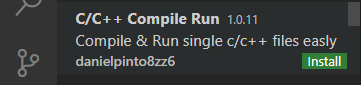 C/C++ Compile Run 1.0.11
Compile & Run single c/c++ files easly
danielpinto8zz6 Install